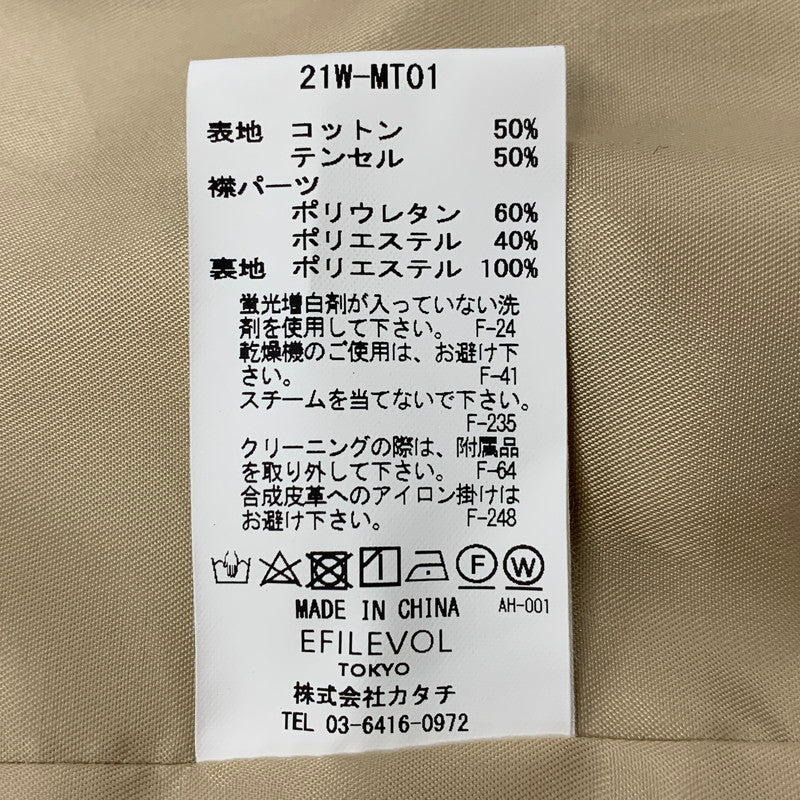 21W-MT01
表地 コットン 50%
テンセル 50%
襟パーツ
ポリウレタン 60%
ポリエステル 40%
裏地 ポリエステル 100%
蛍光増白剤が入っていない洗
剤を使用して下さい。 F-24
乾燥機のご使用は、お避け下
さい。 F-41
スチームを当てないで下さい。
F-235
クリーニングの際は、附属品
を取り外して下さい。 F-64
合成皮革へのアイロン掛けは
お避け下さい。 F-248
F W
MADE IN CHINA AH-001
EFILEVOL
TOKYO
株式会社カタチ
TEL 03-6416-0972